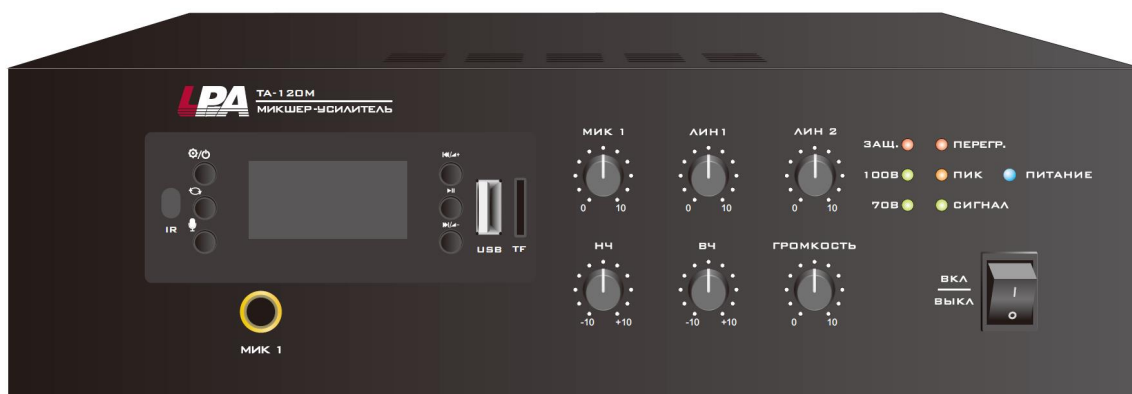 LPA
TA-120M
МИКШЕР-УСИЛИТЕЛЬ
IR
USB
TF
МИК 1
МИК 1
0 10
ЛИН1
0 10
ЛИН 2
0 10
НЧ
-10 +10
ВЧ
-10 +10
ГРОМКОСТЬ
0 10
ЗАЩ. ПЕРЕГР.
100В ПИК ПИТАНИЕ
70В СИГНАЛ
ВКЛ
ВЫКЛ
I
O